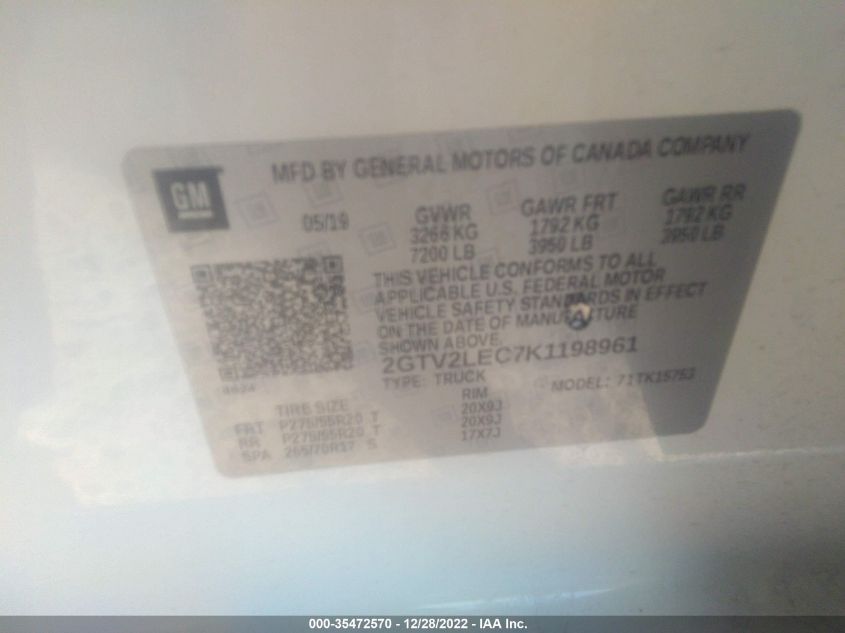 GM
MFD BY GENERAL MOTORS OF CANADA COMPANY
05/19
GVWR
3266 KG
7200 LB
GAWR FRT
1792 KG
3950 LB
GAWR RR
1792 KG
3950 LB
THIS VEHICLE CONFORMS TO ALL
APPLICABLE U.S. FEDERAL MOTOR
VEHICLE SAFETY STANDARDS IN EFFECT
ON THE DATE OF MANUFACTURE
SHOWN ABOVE.
2GTV2LEC7K1198961
TYPE: TRUCK
MODEL: 71TK15753
4624
TIRE SIZE
RIM
FRT P275/55R20 T 20X9J
RR P275/55R20 T 20X9J
SPA 265/70R17 S 17X7J
000-35472570 - 12/28/2022 - IAA Inc.